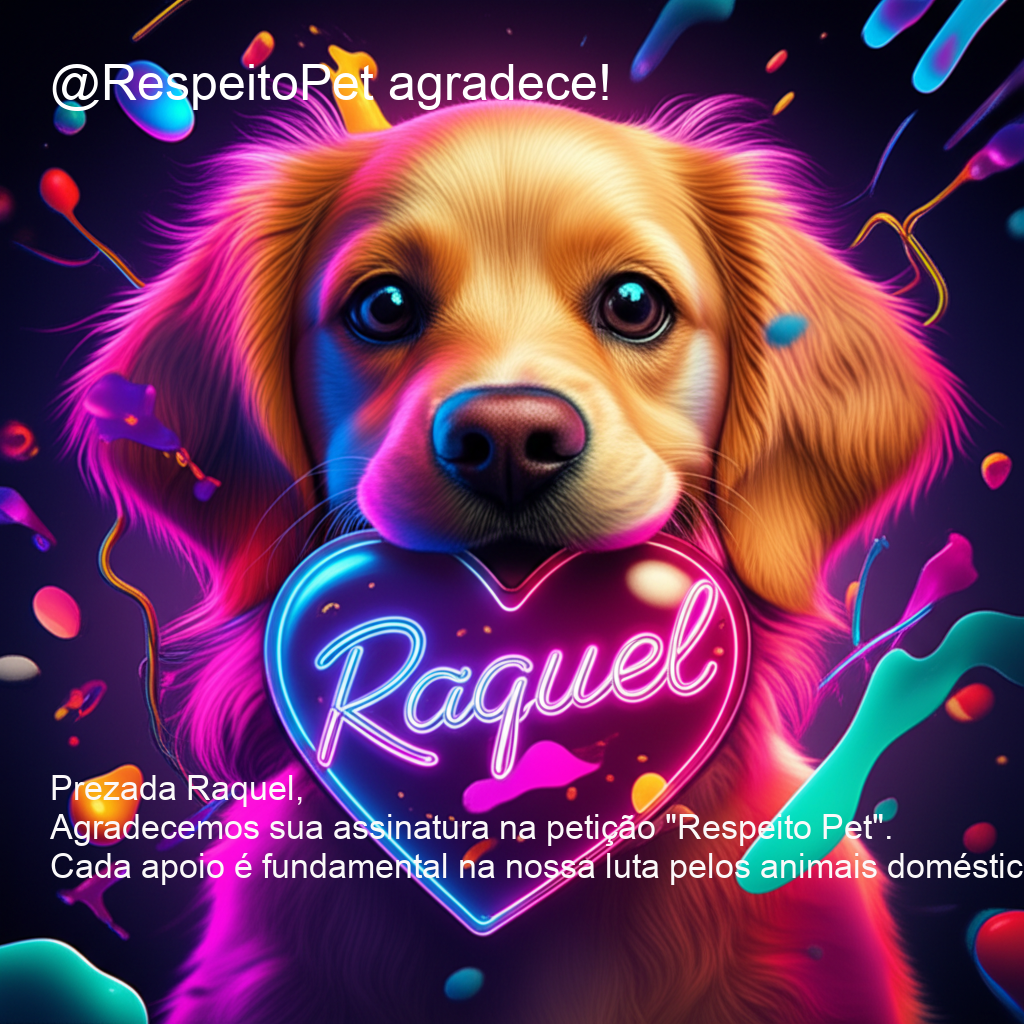 @RespeitoPet agradece!
Raquel
Prezada Raquel,
Agradecemos sua assinatura na petição "Respeito Pet".
Cada apoio é fundamental na nossa luta pelos animais doméstic